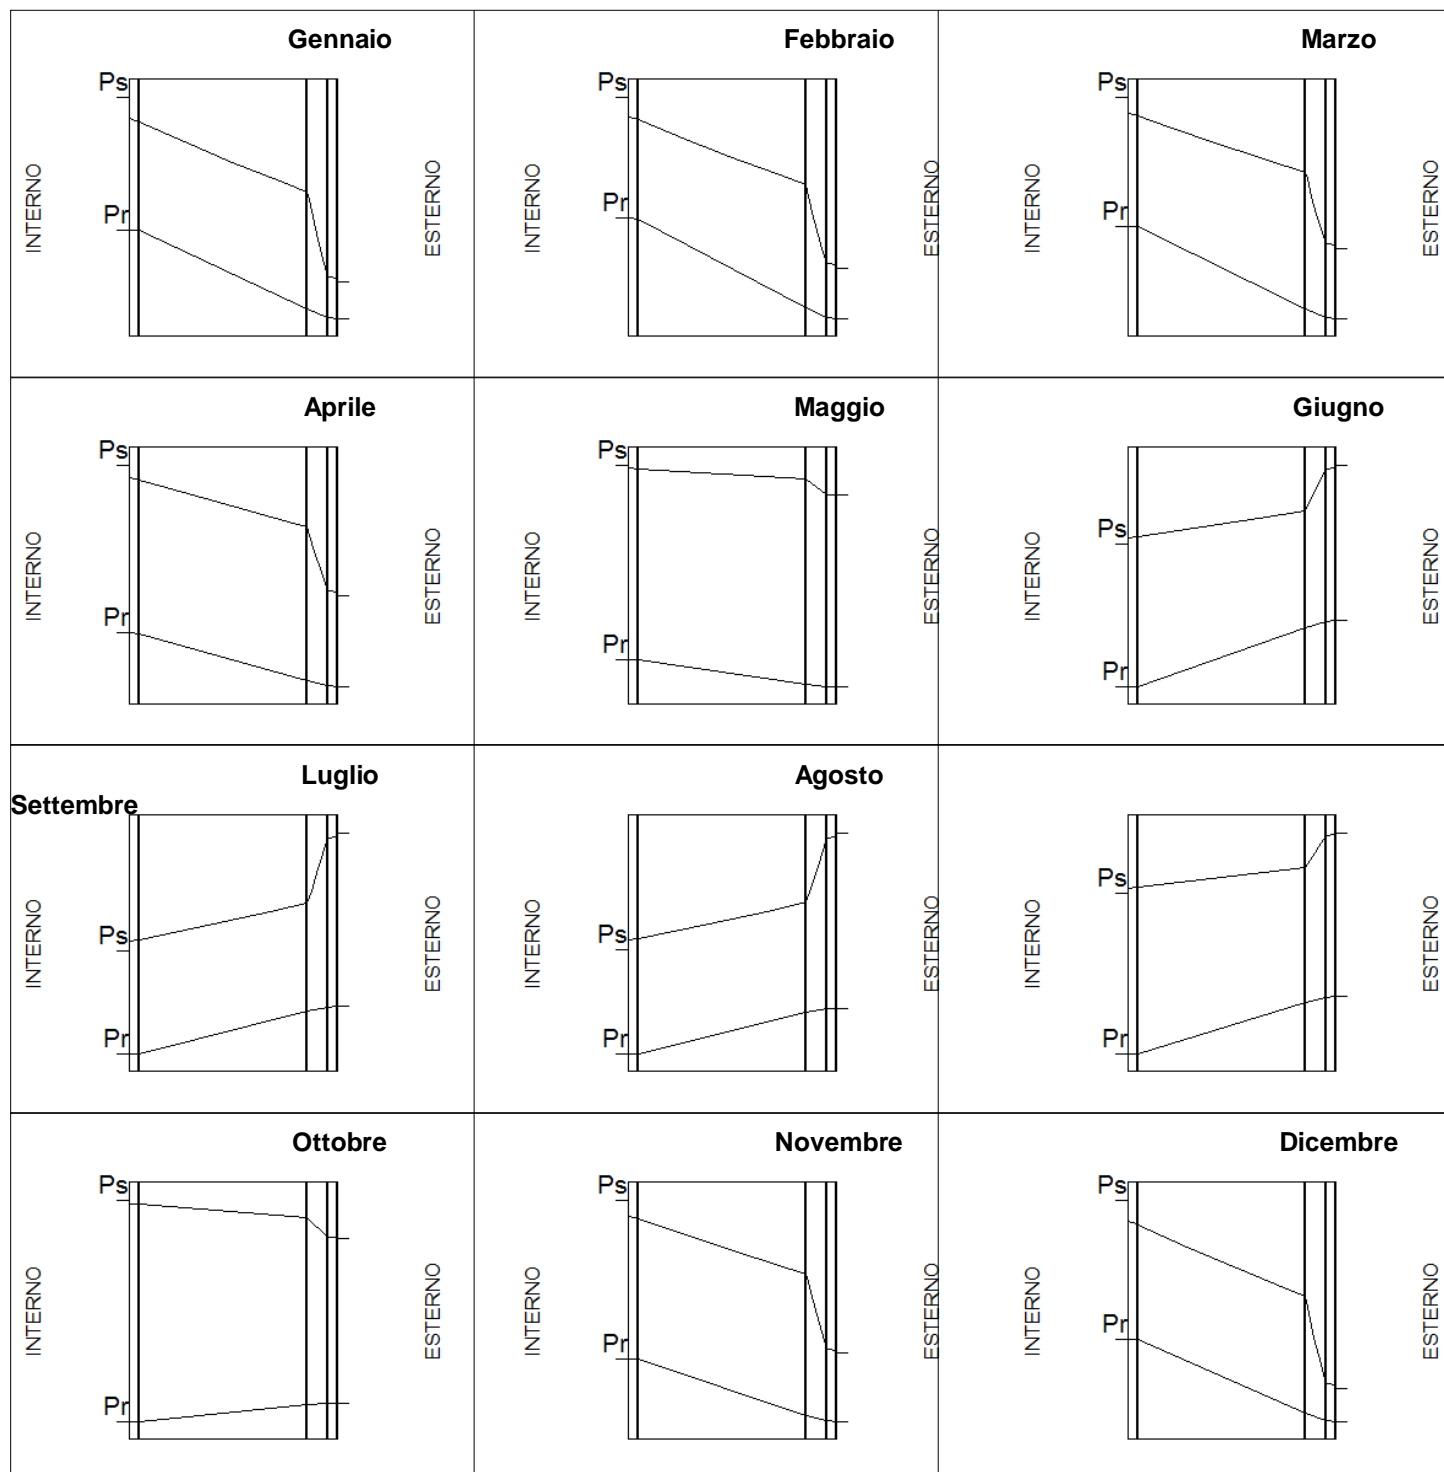 Gennaio
Febbraio
Marzo
Ps
Pr
INTERNO
ESTERNO
Ps
Pr
INTERNO
ESTERNO
Ps
Pr
INTERNO
ESTERNO
Aprile
Maggio
Giugno
Ps
Pr
INTERNO
ESTERNO
Ps
Pr
INTERNO
ESTERNO
Ps
Pr
INTERNO
ESTERNO
Luglio
Agosto
Settembre
Ps
Pr
INTERNO
ESTERNO
Ps
Pr
INTERNO
ESTERNO
Ps
Pr
INTERNO
ESTERNO
Ottobre
Novembre
Dicembre
Ps
Pr
INTERNO
ESTERNO
Ps
Pr
INTERNO
ESTERNO
Ps
Pr
INTERNO
ESTERNO